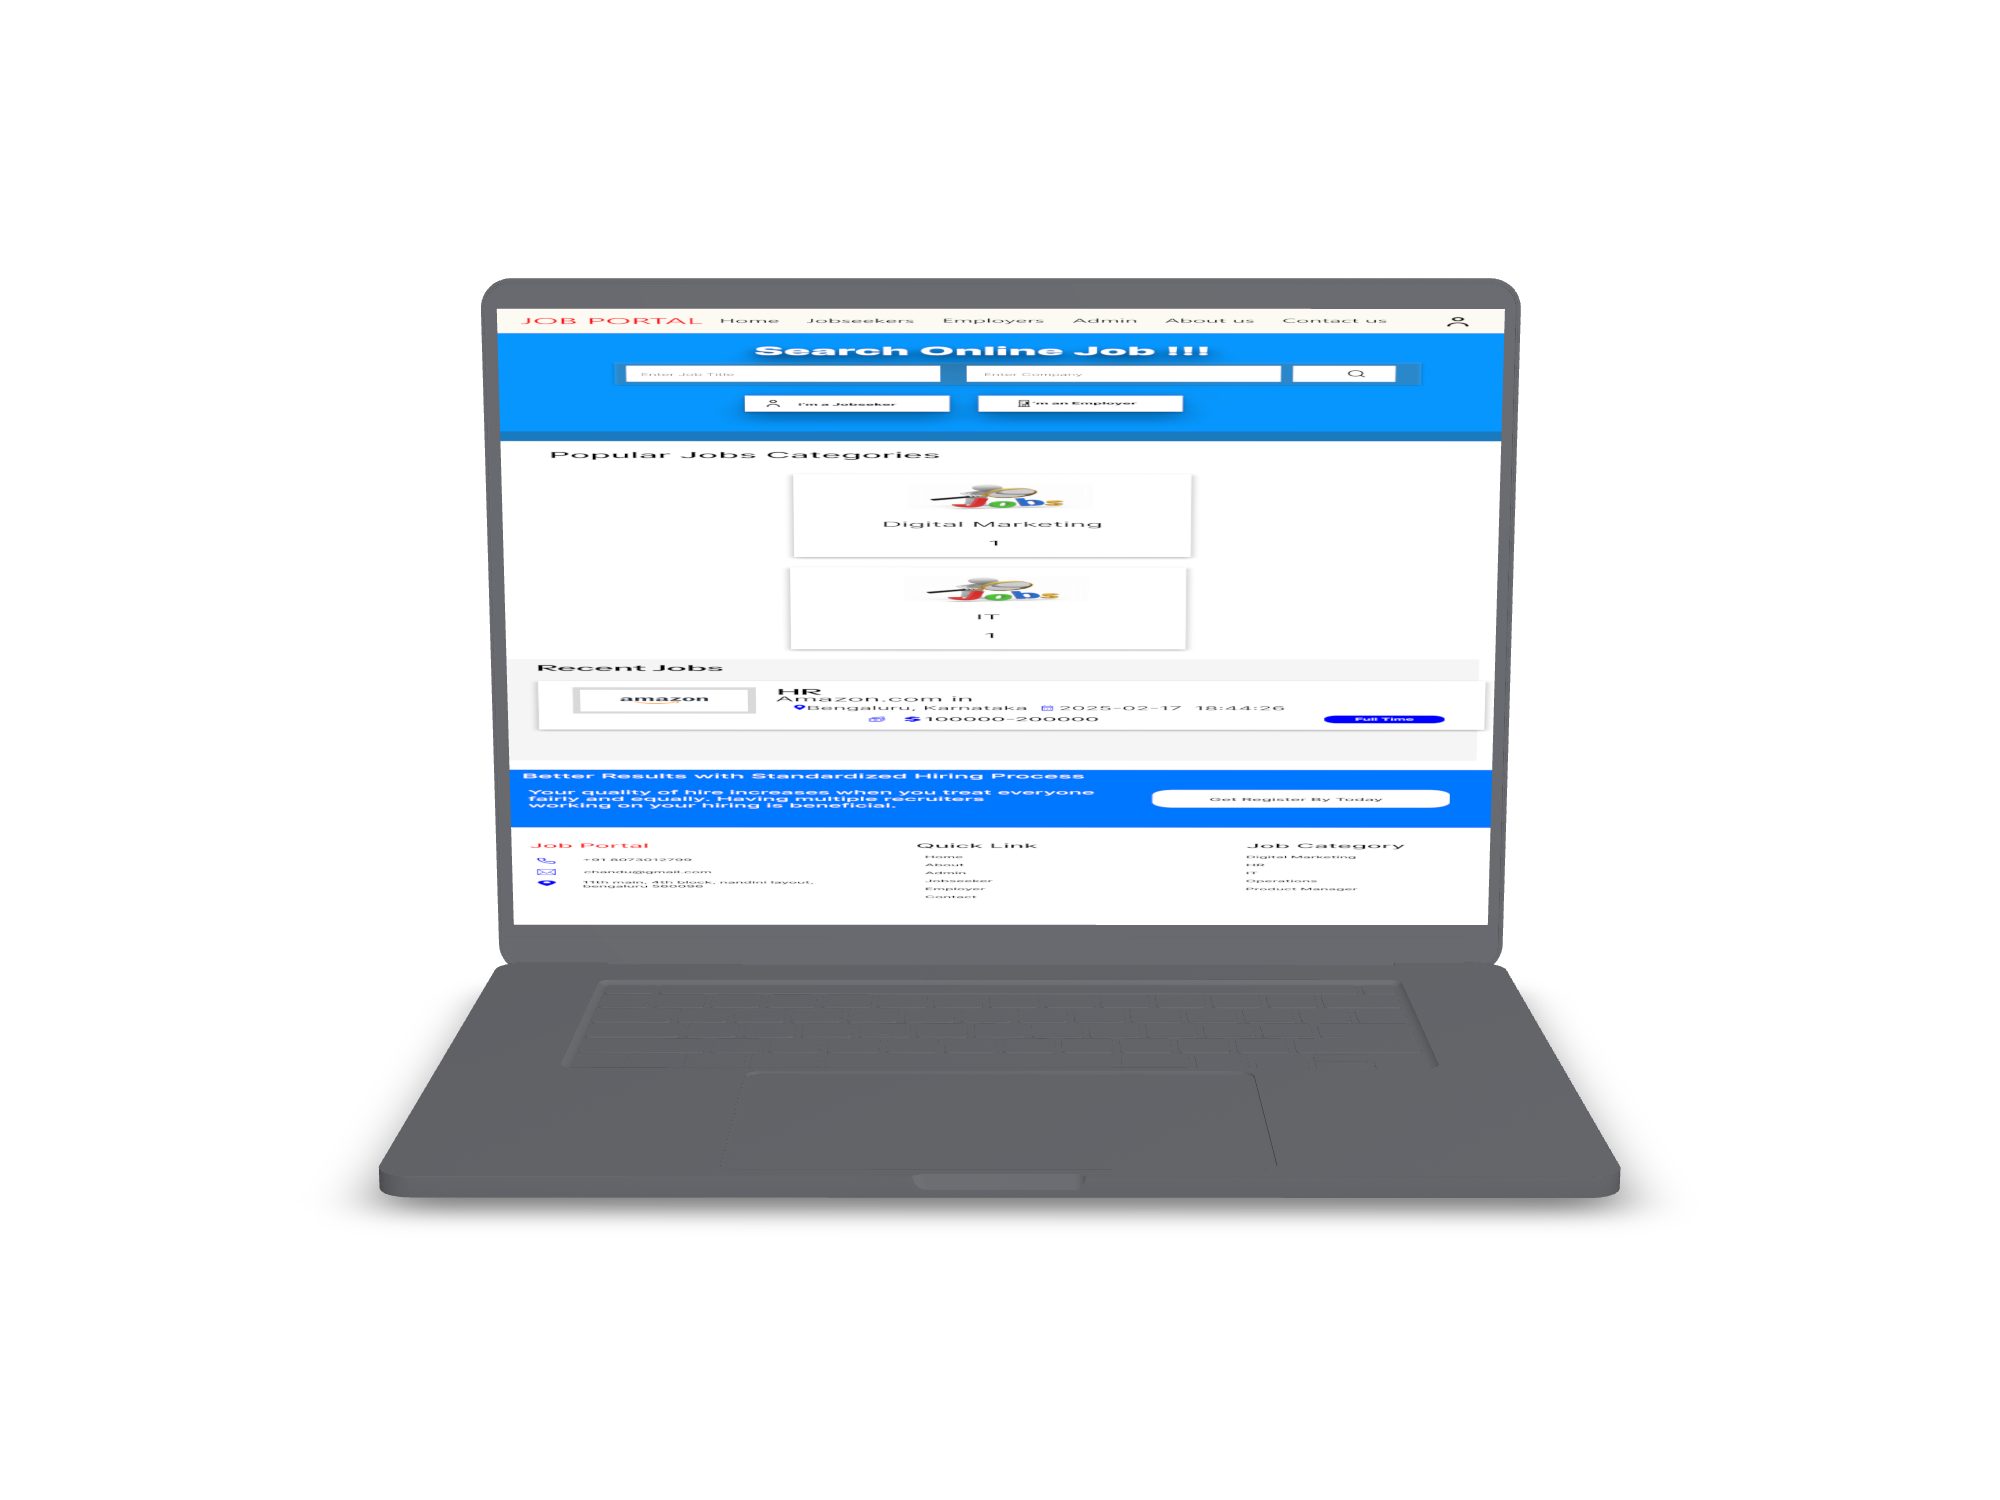 JOB PORTAL Home Jobseekers Employers Admin About us Contact us
Search Online Job !!!
Enter Job Title Enter Company
I'm a Jobseeker 'm an Employer
Popular Jobs Categories
Jobs
Digital Marketing
1
Jobs
IT
1
Recent Jobs
amazon
HR
Amazon.com in
Bengaluru, Karnataka 2025-02-17 18:44:26
100000-200000
Full Time
Better Results with Standardized Hiring Process
Your quality of hire increases when you treat everyone
fairly and equally. Having multiple recruiters
working on your hiring is beneficial.
Get Register By Today
Job Portal
chandu@gmail.com
11th main, 4th block, nandini layout,
bengaluru 560096
Quick Link
Home
About
Admin
Jobseeker
Employer
Contact
Job Category
Digital Marketing
HR
IT
Operations
Product Manager